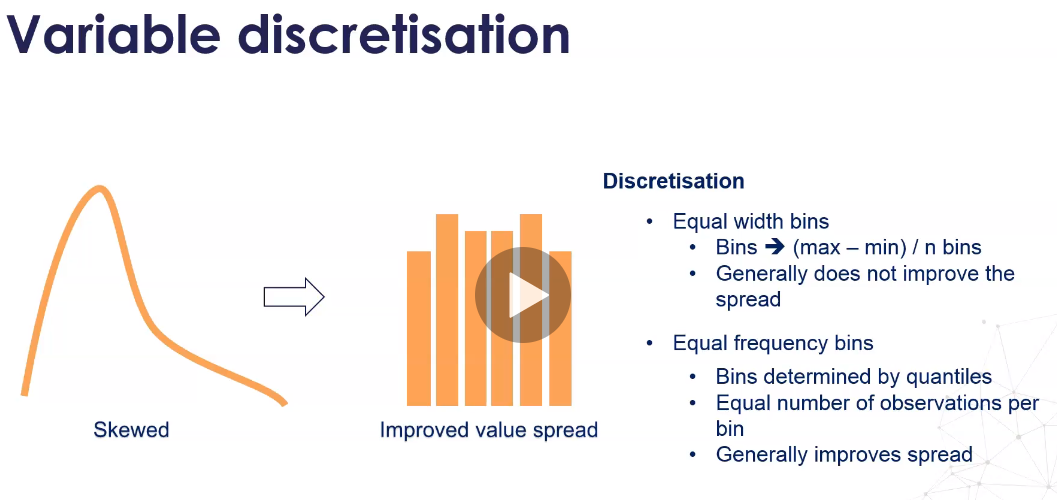 Variable discretisation
Discretisation
• Equal width bins
• Bins ➔ (max – min) / n bins
• Generally does not improve the
spread
• Equal frequency bins
• Bins determined by quantiles
• Equal number of observations per
bin
• Generally improves spread
Skewed
Improved value spread